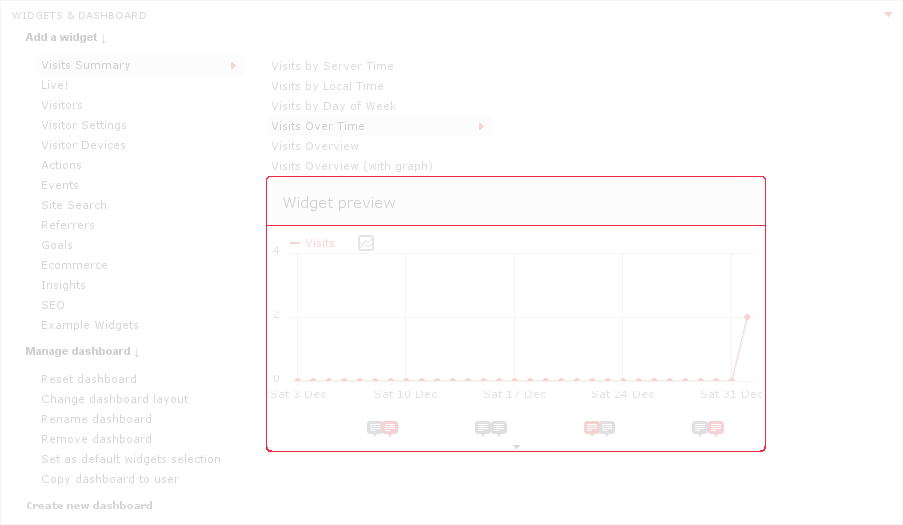 WIDGETS & DASHBOARD
Add a widget ↓
Visits Summary
Live!
Visitors
Visitor Settings
Visitor Devices
Actions
Events
Site Search
Referrers
Goals
Ecommerce
Insights
SEO
Example Widgets
Manage dashboard ↓
Reset dashboard
Change dashboard layout
Rename dashboard
Remove dashboard
Set as default widgets selection
Copy dashboard to user
Create new dashboard
Visits by Server Time
Visits by Local Time
Visits by Day of Week
Visits Over Time
Visits Overview
Visits Overview (with graph)
Widget preview
Visits
4
2
0
Sat 3 Dec Sat 10 Dec Sat 17 Dec Sat 24 Dec Sat 31 Dec